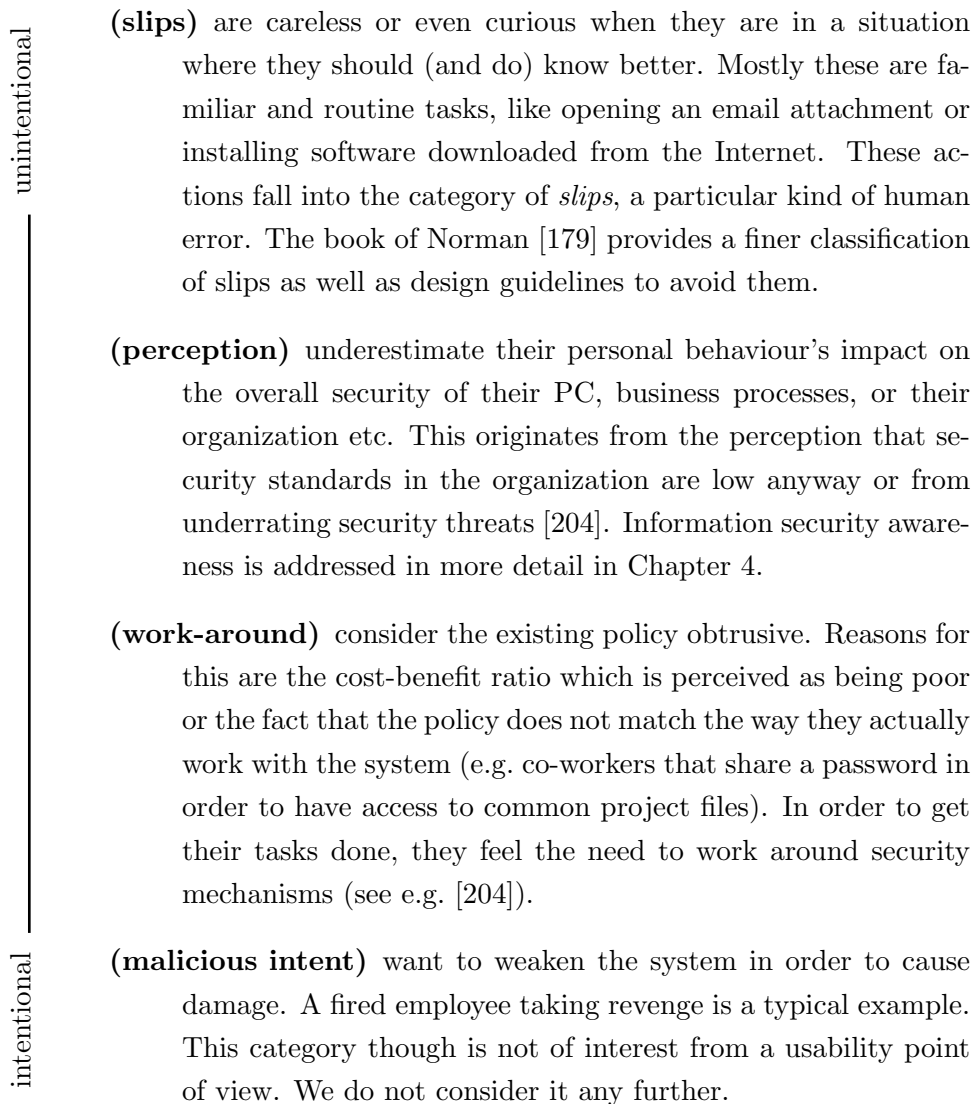 unintentional
(slips) are careless or even curious when they are in a situation
where they should (and do) know better. Mostly these are fa-
miliar and routine tasks, like opening an email attachment or
installing software downloaded from the Internet. These ac-
tions fall into the category of slips, a particular kind of human
error. The book of Norman [179] provides a finer classification
of slips as well as design guidelines to avoid them.
(perception) underestimate their personal behaviour's impact on
the overall security of their PC, business processes, or their
organization etc. This originates from the perception that se-
curity standards in the organization are low anyway or from
underrating security threats [204]. Information security aware-
ness is addressed in more detail in Chapter 4.
(work-around) consider the existing policy obtrusive. Reasons for
this are the cost-benefit ratio which is perceived as being poor
or the fact that the policy does not match the way they actually
work with the system (e.g. co-workers that share a password in
order to have access to common project files). In order to get
their tasks done, they feel the need to work around security
mechanisms (see e.g. [204]).
intentional
(malicious intent) want to weaken the system in order to cause
damage. A fired employee taking revenge is a typical example.
This category though is not of interest from a usability point
of view. We do not consider it any further.